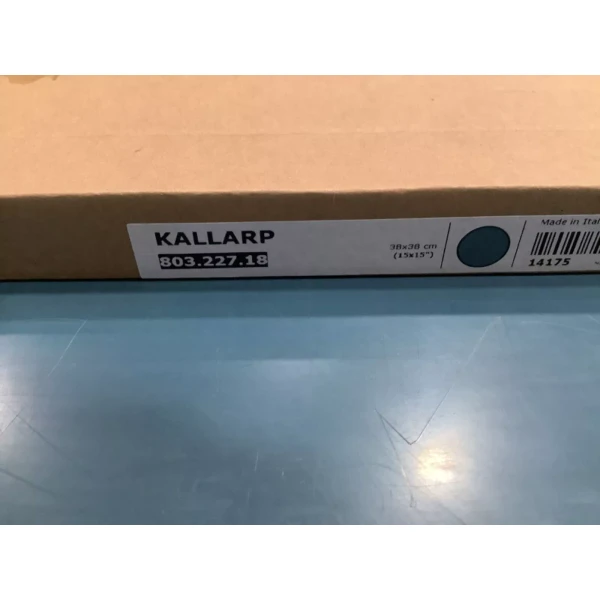 KALLARP
803.227.18
38x38 cm
(15x15")
Made in Ital
14175